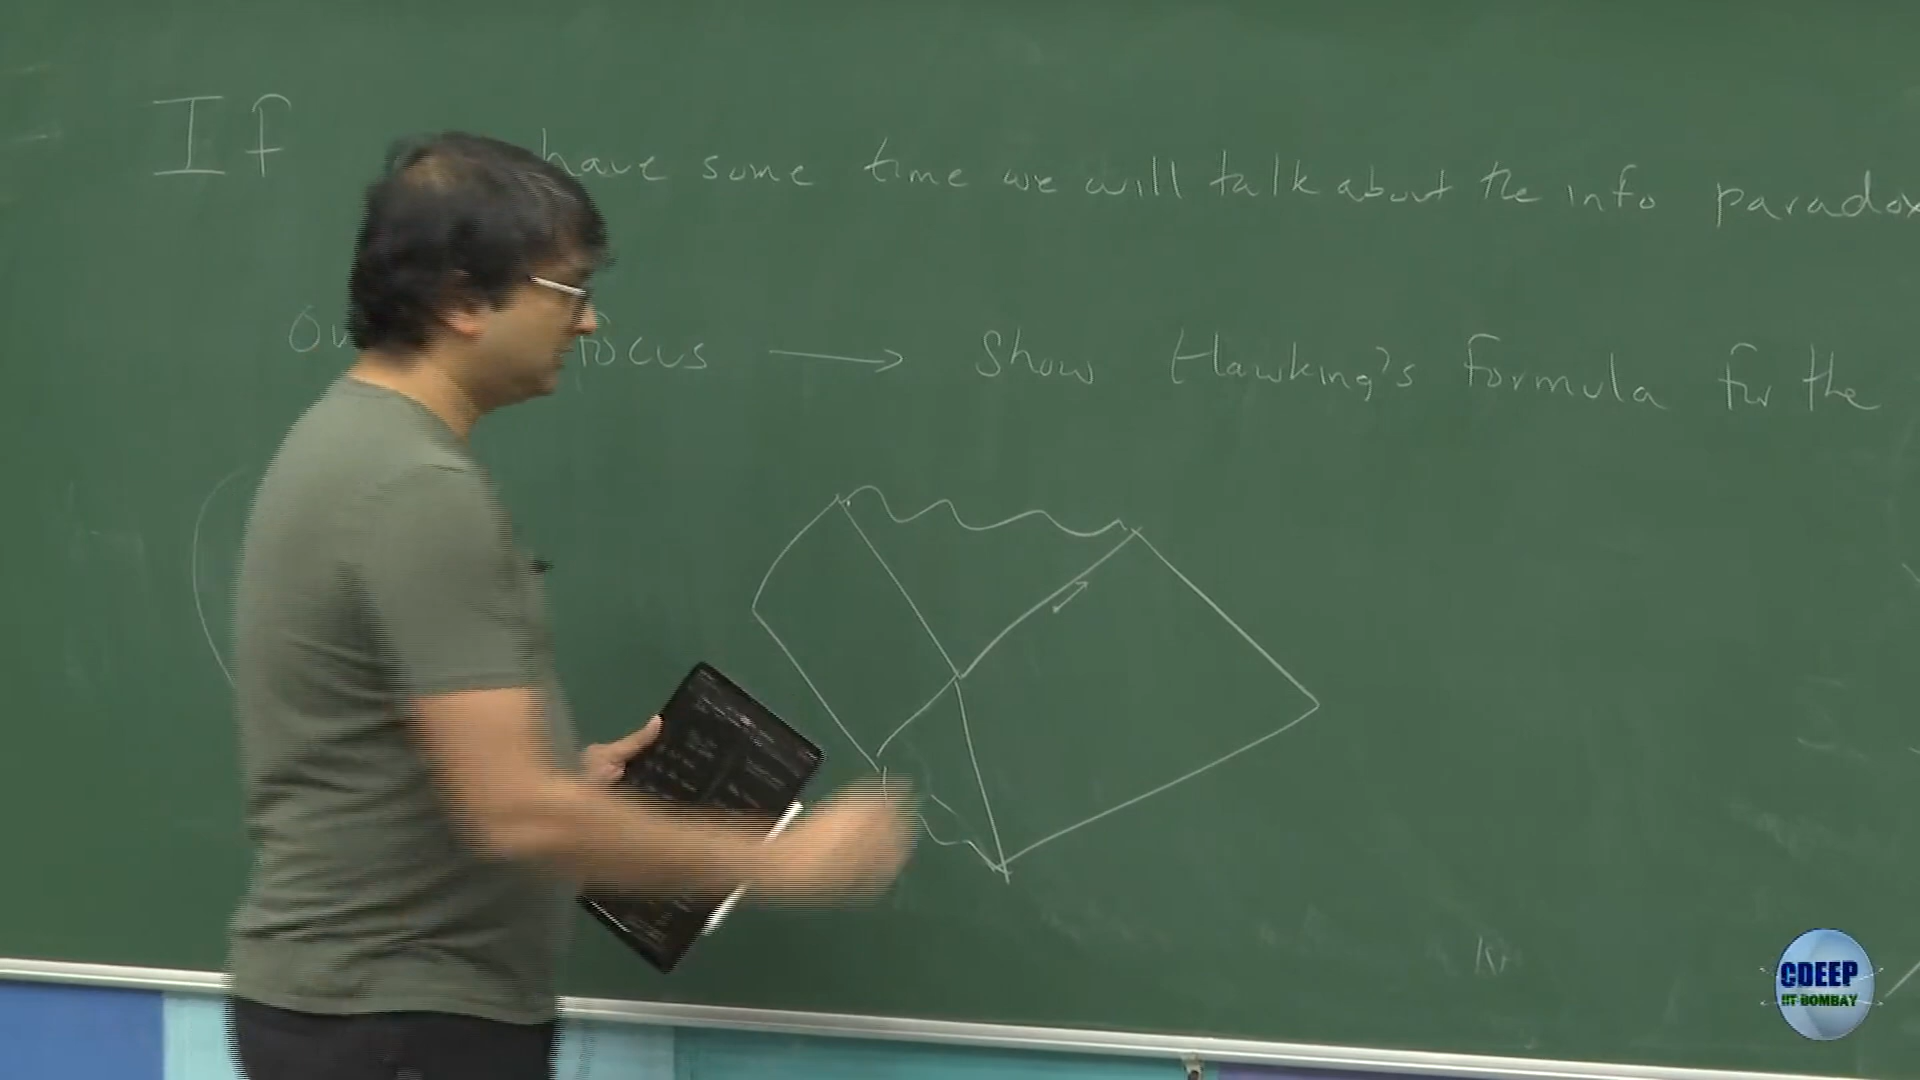 If have some time we will talk about the info paradox
focus → Show Hawking's formula for the
CDEEP
IIT BOMBAY